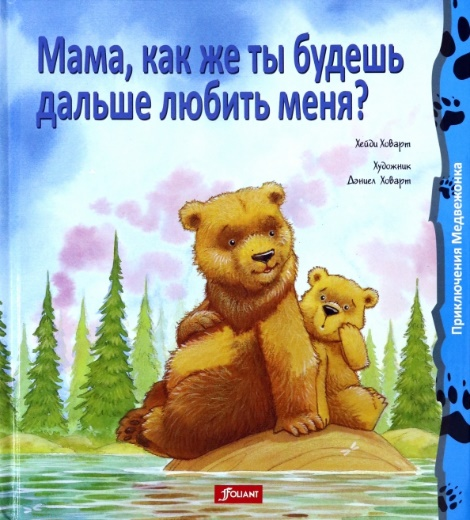 Мама, как же ты будешь
дальше любить меня?
Хейди Ховарт
Художник
Дэниел Ховарт
Приключения Медвежонка
FOLIANT